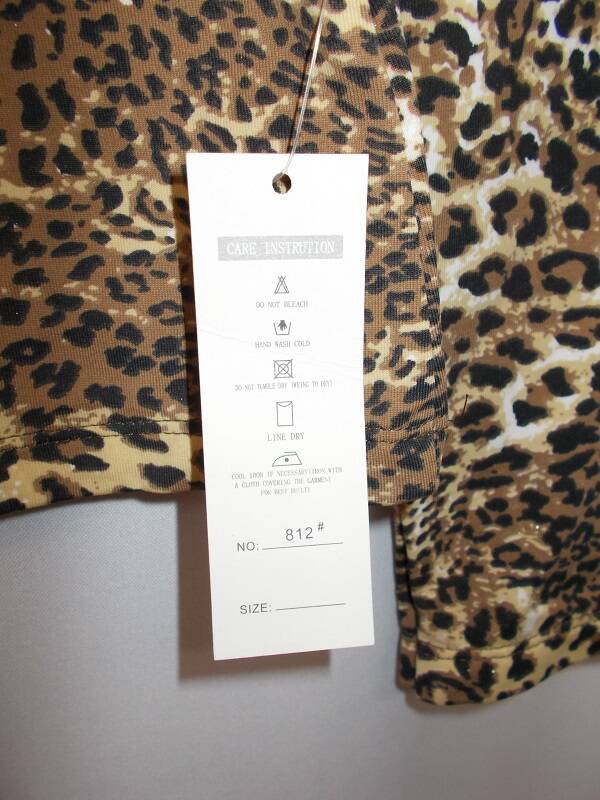 CARE INSTRUTION
DO NOT BLEACH
HAND WASH COLD
DO NOT TUMBLE DRY (WRING TO DRY)
LINE DRY
COOL IRON IF NECESSARY(IRON WITH
A CLOTH COVERING THE GARMENT
FOR BEST
NO: 812#
SIZE: